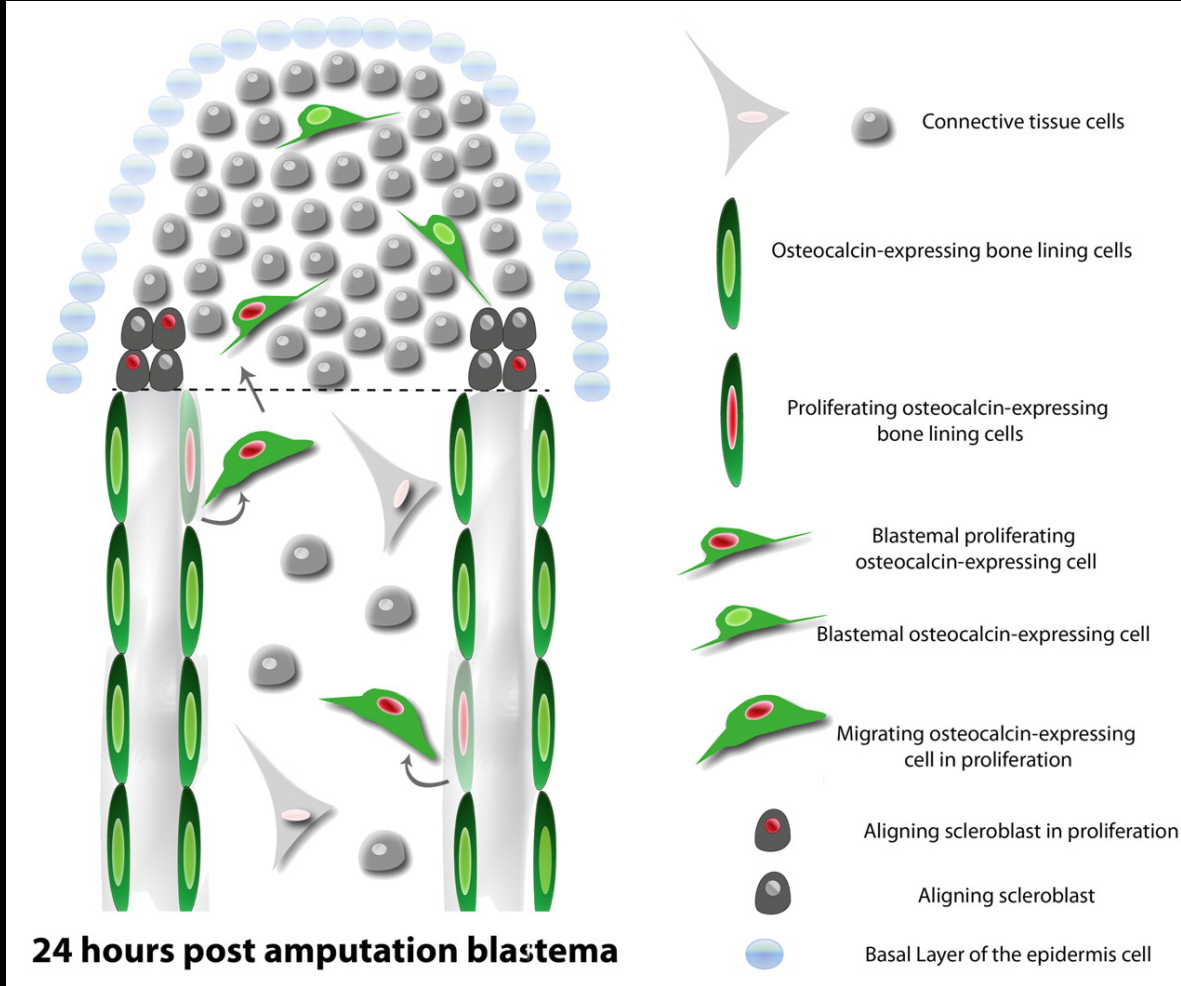 Connective tissue cells
Osteocalcin-expressing bone lining cells
Proliferating osteocalcin-expressing
bone lining cells
Blastemal proliferating
osteocalcin-expressing cell
Blastemal osteocalcin-expressing cell
Migrating osteocalcin-expressing
cell in proliferation
Aligning scleroblast in proliferation
Aligning scleroblast
Basal Layer of the epidermis cell
24 hours post amputation blastema